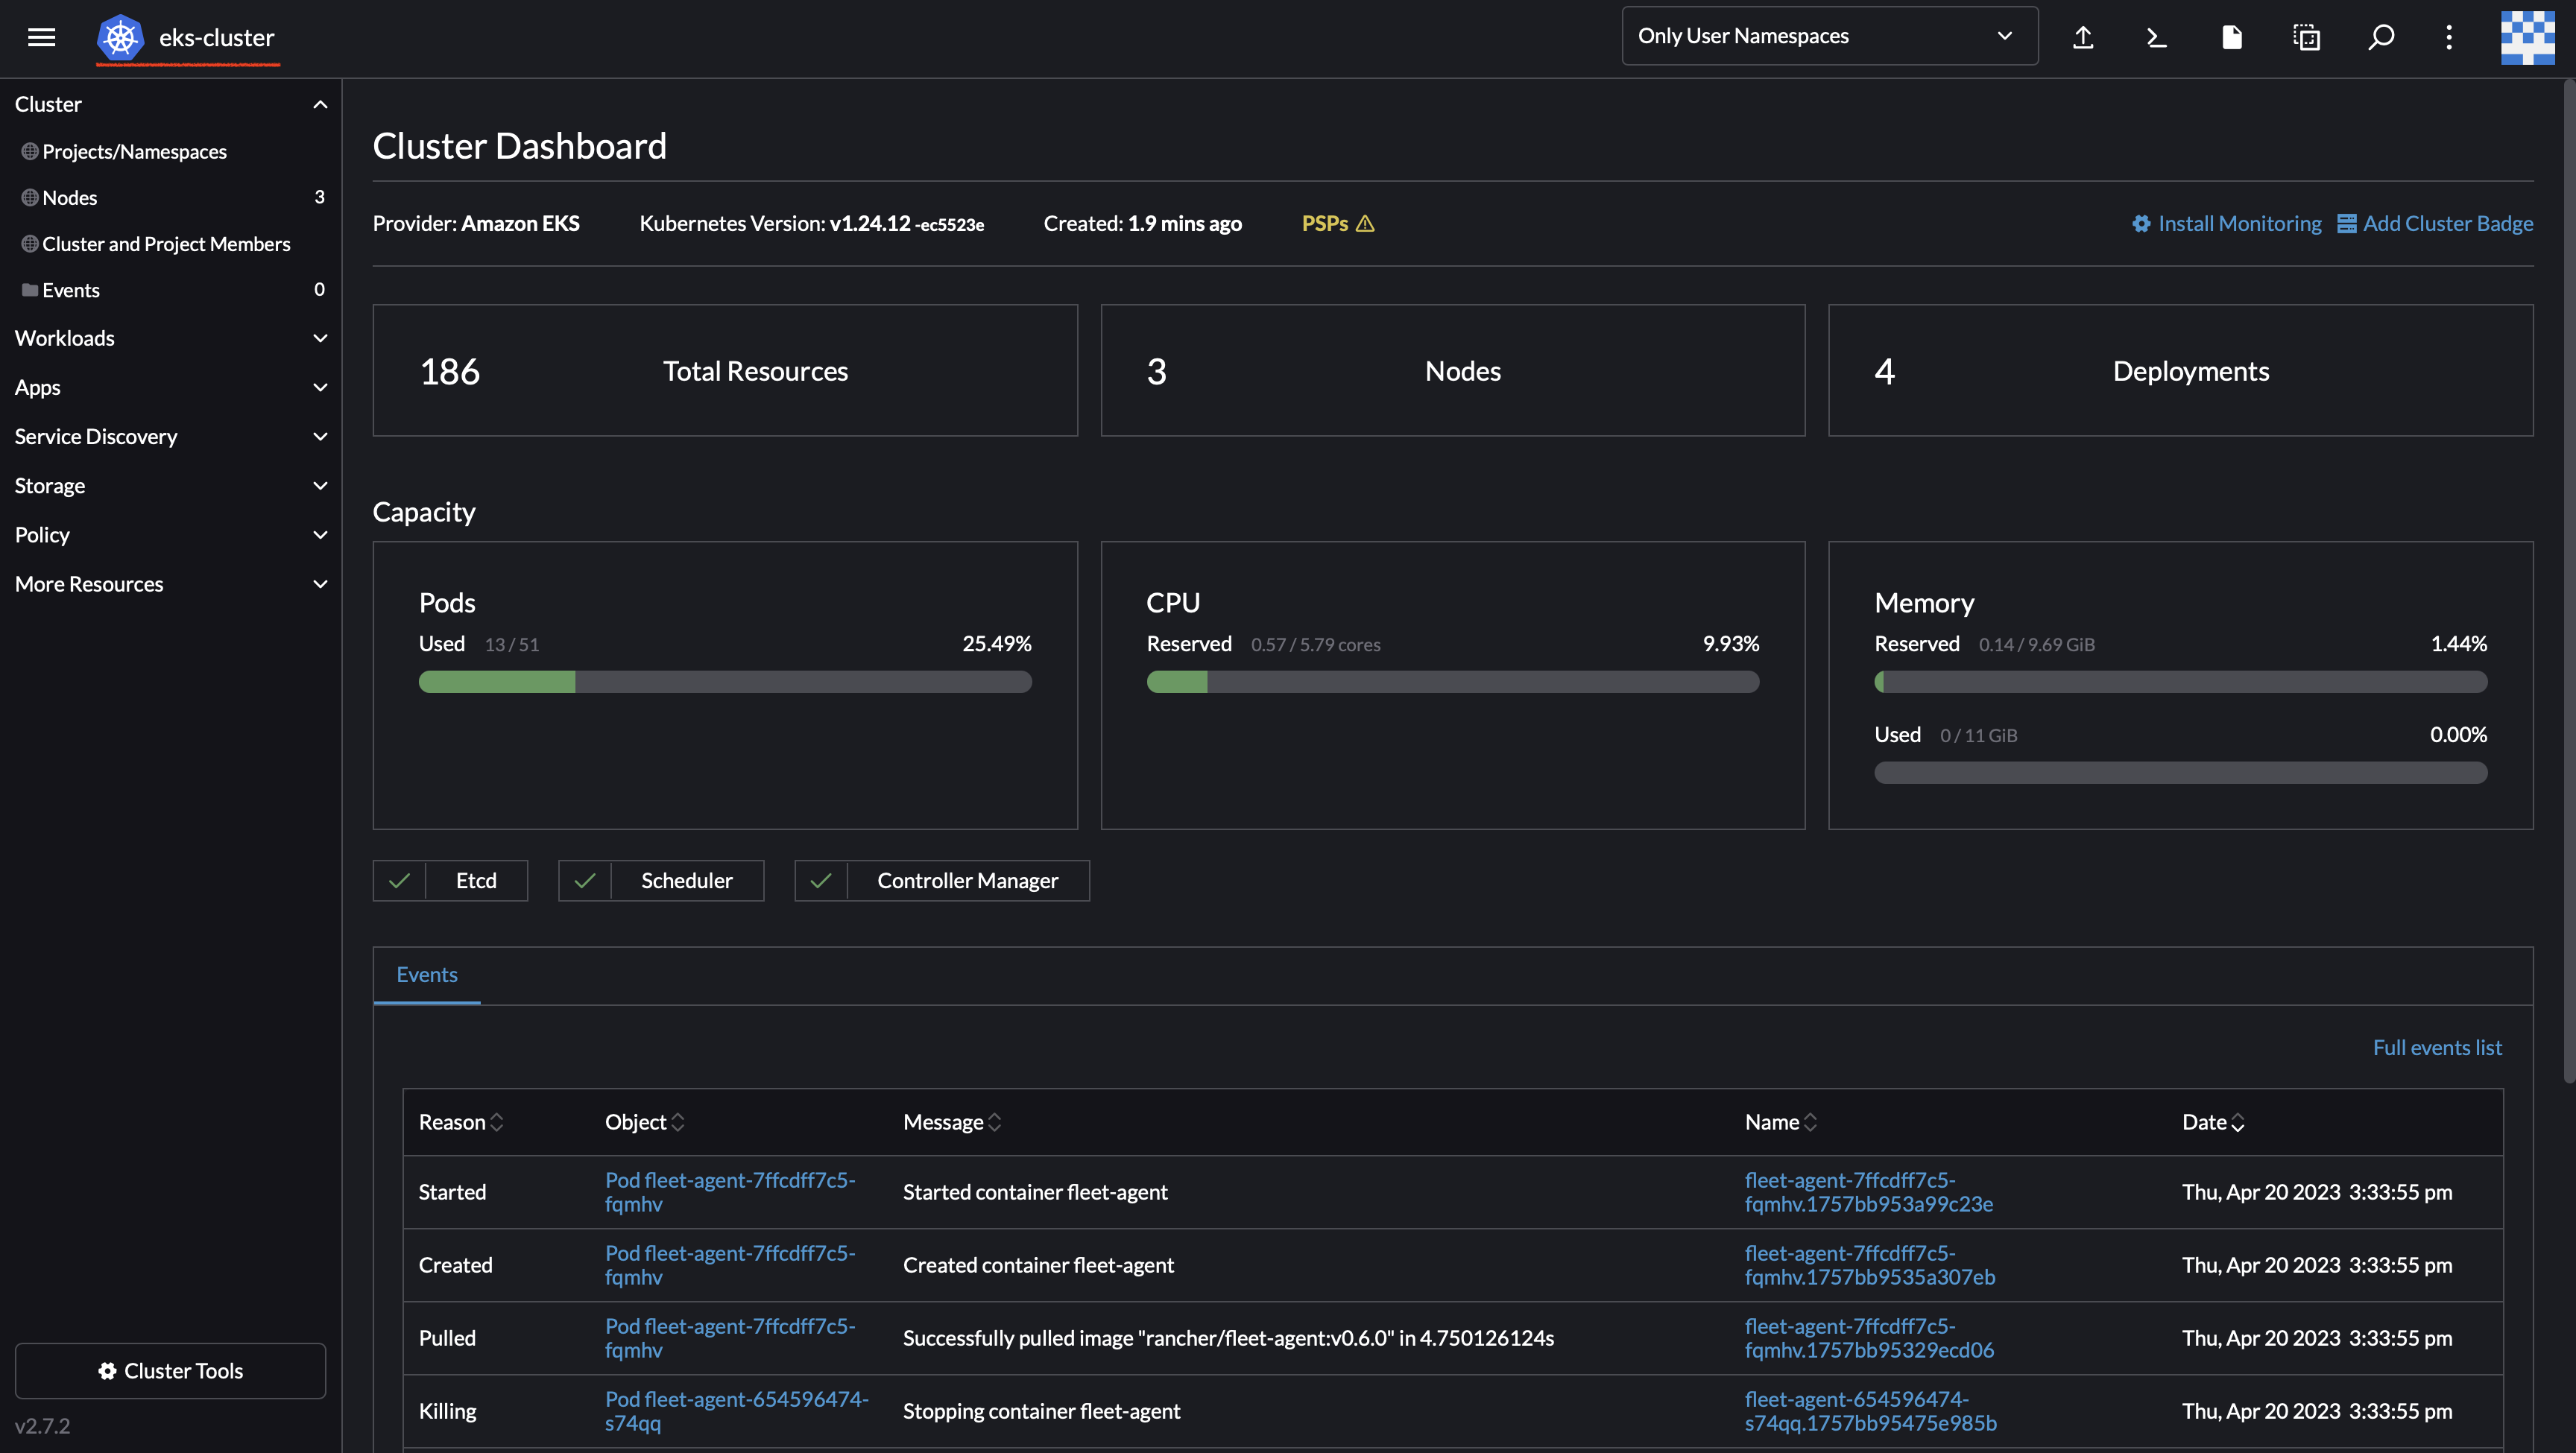 eks-cluster
Only User Namespaces
Cluster
Projects/Namespaces
Nodes 3
Cluster and Project Members
Events 0
Workloads
Apps
Service Discovery
Storage
Policy
More Resources
Cluster Tools
v2.7.2
Cluster Dashboard
Provider: Amazon EKS Kubernetes Version: v1.24.12 -ec5523e Created: 1.9 mins ago PSPs Install Monitoring Add Cluster Badge
186 Total Resources
3 Nodes
4 Deployments
Capacity
Pods
Used 13 / 51 25.49%
CPU
Reserved 0.57 / 5.79 cores 9.93%
Memory
Reserved 0.14 / 9.69 GiB 1.44%
Used 0 / 11 GiB 0.00%
Etcd
Scheduler
Controller Manager
Events
Full events list
Reason Object Message Name Date
Started Pod fleet-agent-7ffcdff7c5- Started container fleet-agent fleet-agent-7ffcdff7c5- Thu, Apr 20 2023 3:33:55 pm
fqmhv fqmhv.1757bb953a99c23e
Created Pod fleet-agent-7ffcdff7c5- Created container fleet-agent fleet-agent-7ffcdff7c5- Thu, Apr 20 2023 3:33:55 pm
fqmhv fqmhv.1757bb9535a307eb
Pulled Pod fleet-agent-7ffcdff7c5- Successfully pulled image "rancher/fleet-agent:v0.6.0" in 4.750126124s fleet-agent-7ffcdff7c5- Thu, Apr 20 2023 3:33:55 pm
fqmhv fqmhv.1757bb95329ecd06
Killing Pod fleet-agent-654596474- Stopping container fleet-agent fleet-agent-654596474- Thu, Apr 20 2023 3:33:55 pm
s74qq s74qq.1757bb95475e985b